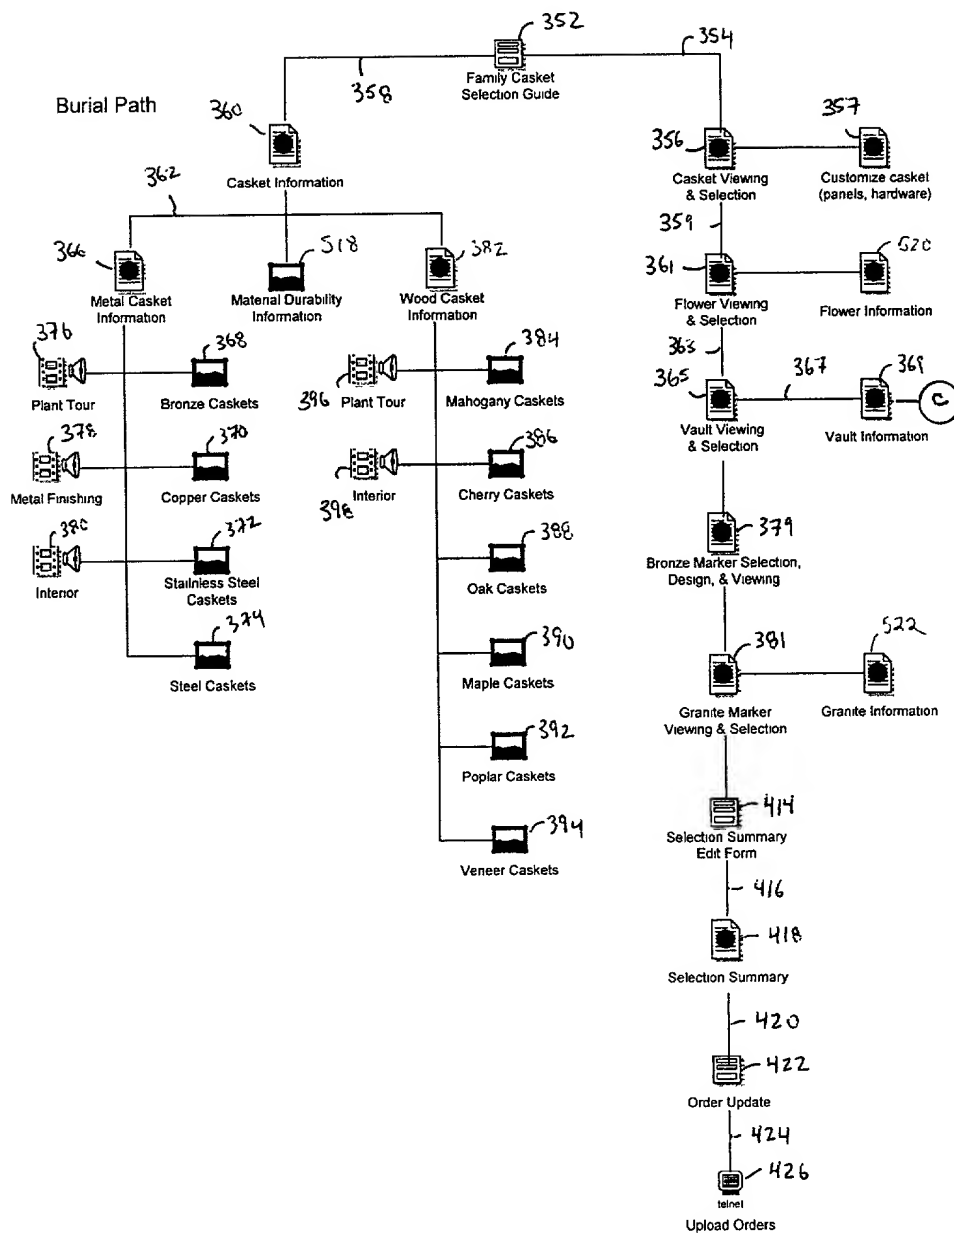 352
354
358
Family Casket
Selection Guide
Burial Path
360
Casket Information
362
366
Metal Casket
Information
518
Material Durability
Information
382
Wood Casket
Information
376
Plant Tour
368
Bronze Caskets
378
Metal Finishing
370
Copper Caskets
380
Interior
372
Stainless Steel
Caskets
374
Steel Caskets
396
Plant Tour
384
Mahogany Caskets
398
Interior
386
Cherry Caskets
388
Oak Caskets
390
Maple Caskets
392
Poplar Caskets
394
Veneer Caskets
356
Casket Viewing
& Selection
357
Customize casket
(panels, hardware)
359
361
Flower Viewing
& Selection
520
Flower Information
363
365
Vault Viewing
& Selection
367
369
Vault Information
C
379
Bronze Marker Selection,
Design, & Viewing
381
Granite Marker
Viewing & Selection
522
Granite Information
414
Selection Summary
Edit Form
416
418
Selection Summary
420
422
Order Update
424
426
telnet
Upload Orders